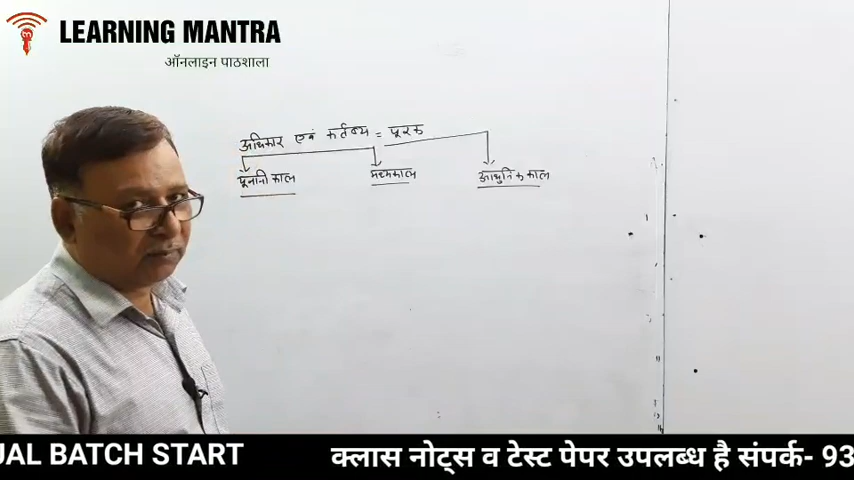 LEARNING MANTRA
ऑनलाइन पाठशाला
अधिकार एवं कर्तव्य = पूरक
यूनानी काल मध्यकाल आधुनिक काल
UAL BATCH START क्लास नोट्स व टेस्ट पेपर उपलब्ध है संपर्क- 93